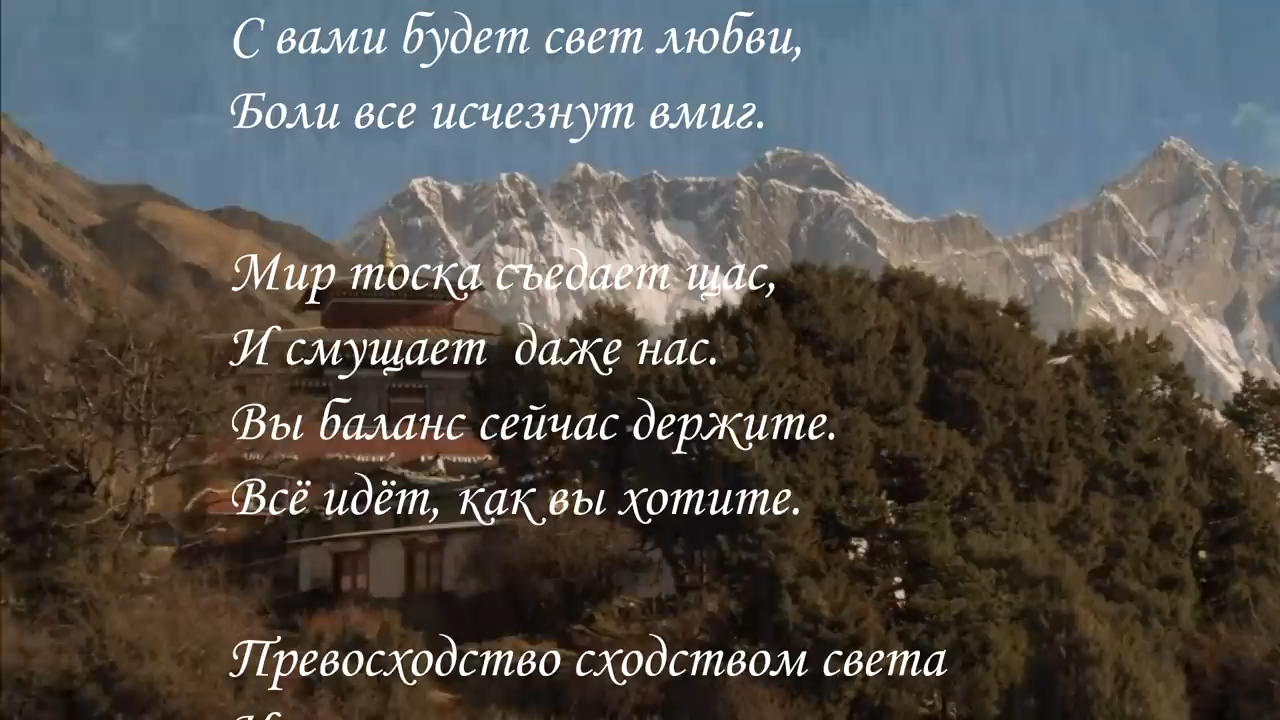 С вами будет свет любви,
Боли все исчезнут вмиг.
Мир тоска съедает щас,
И смущает даже нас.
Вы баланс сейчас держите.
Всё идёт, как вы хотите.
Превосходство сходством света